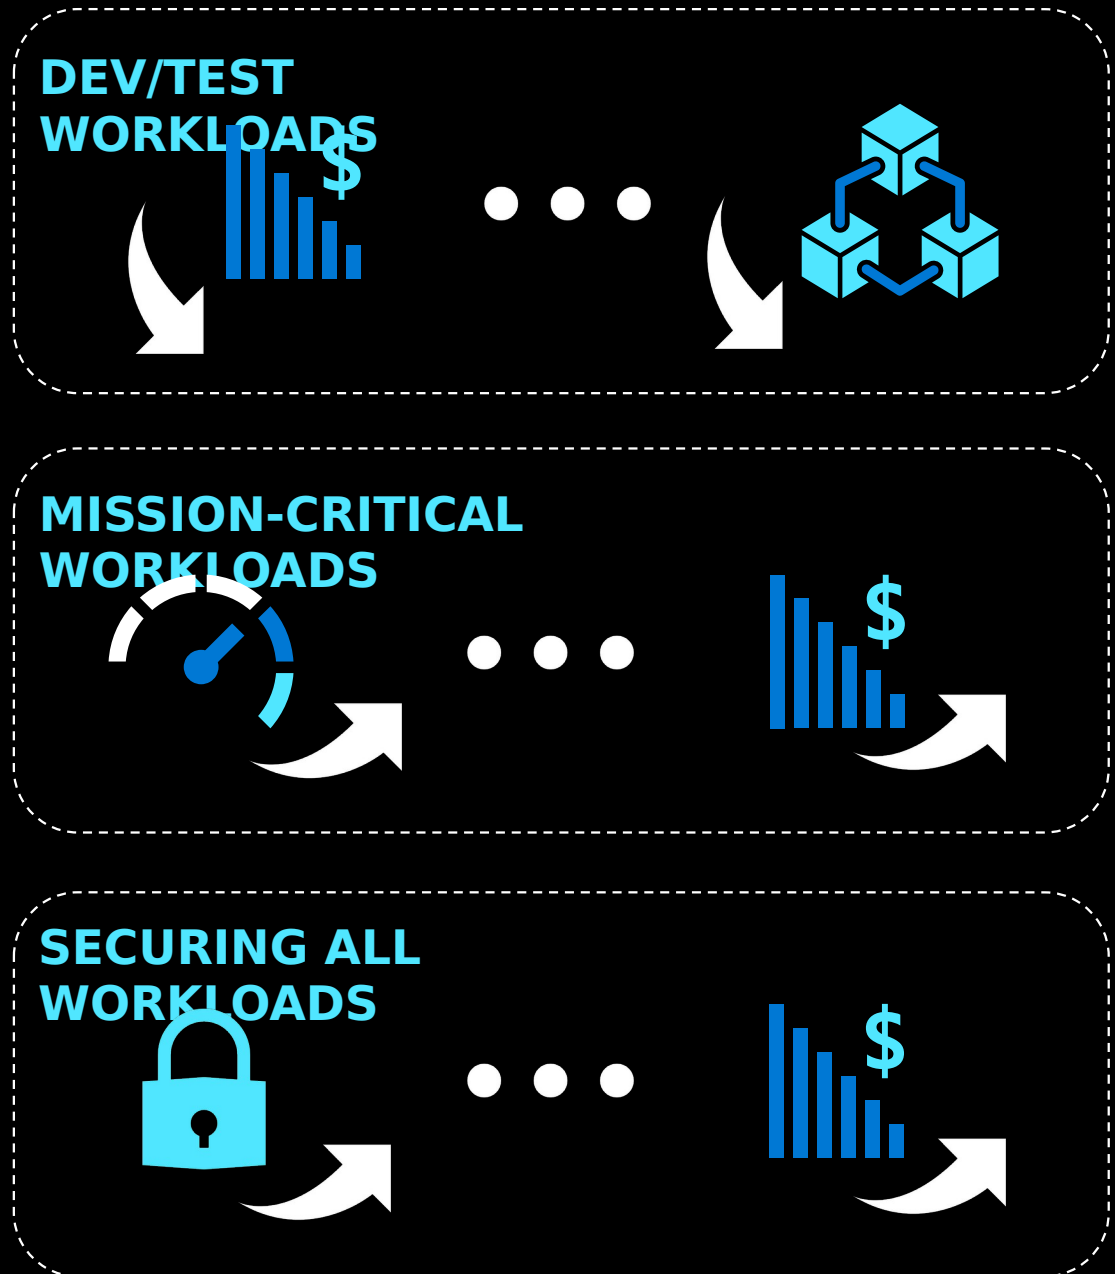 DEV/TEST
WORKLOADS
$
MISSION-CRITICAL
WORKLOADS
$
SECURING ALL
WORKLOADS
$